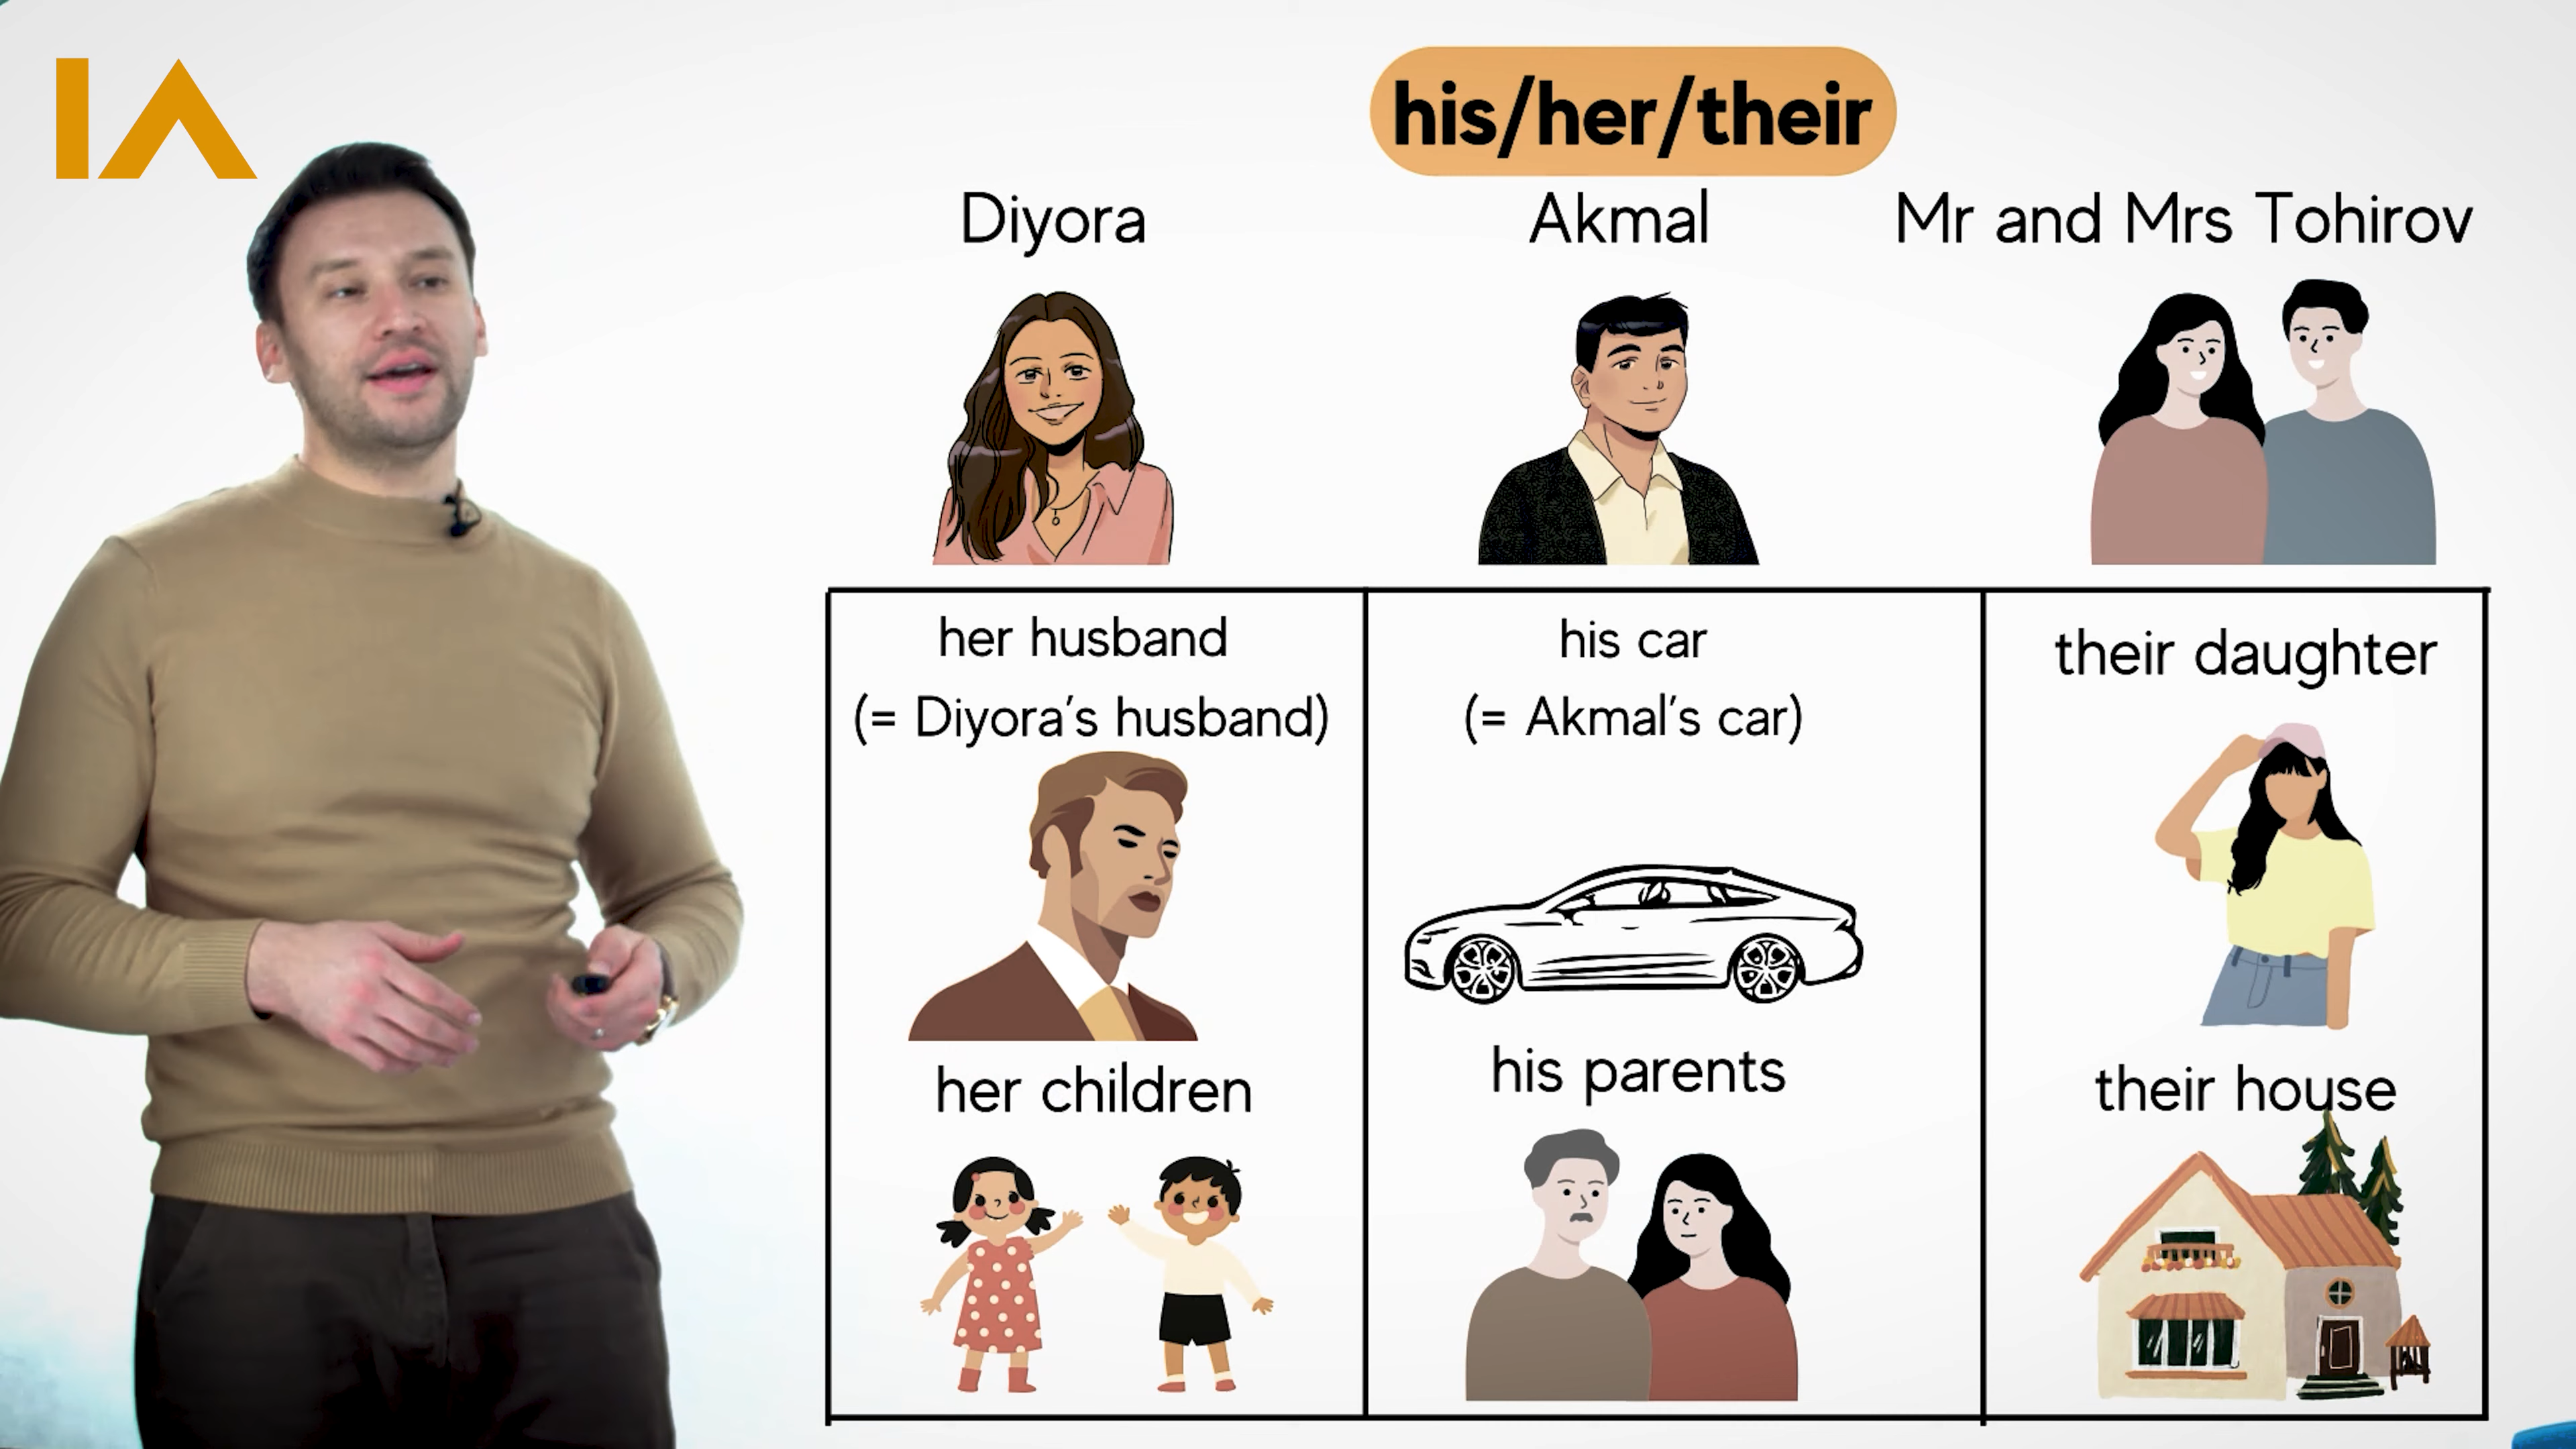 IA
his/her/their
Diyora
Akmal
Mr and Mrs Tohirov
her husband
(= Diyora's husband)
his car
(= Akmal's car)
their daughter
her children
his parents
their house